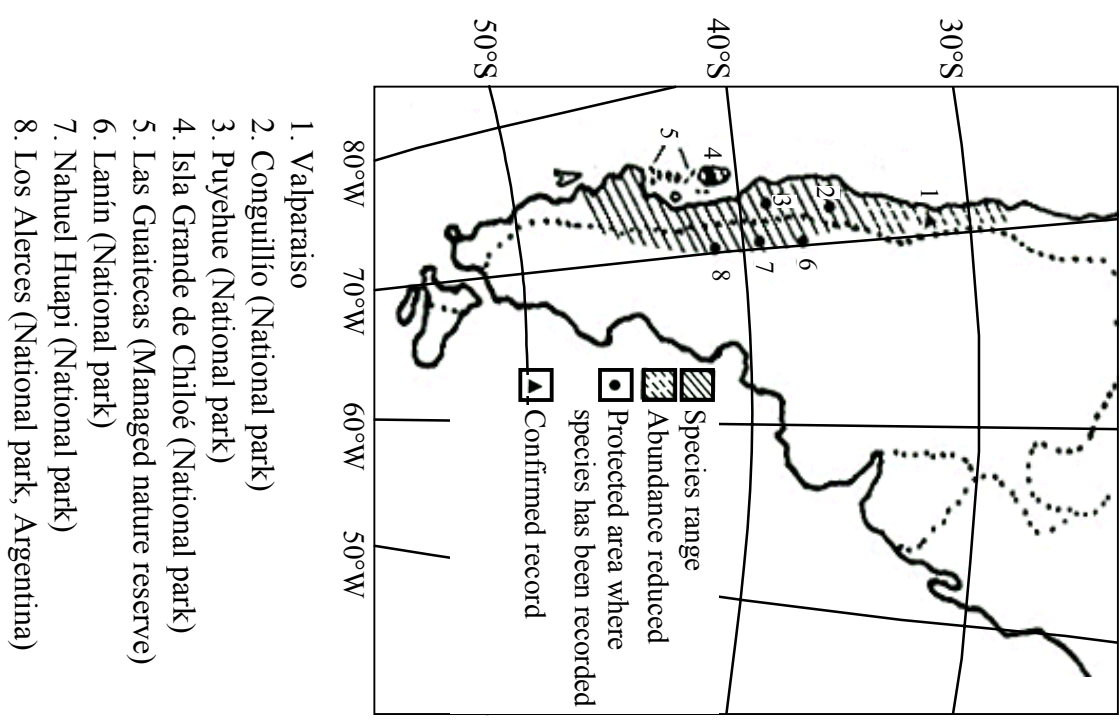 50°S
40°S
30°S
80°W
70°W
60°W
50°W
1
2
3
4
5
6
7
8
Species range
Abundance reduced
Protected area where
species has been recorded
Confirmed record
1. Valparaiso
2. Conguillío (National park)
3. Puyehue (National park)
4. Isla Grande de Chiloé (National park)
5. Las Guaitecas (Managed nature reserve)
6. Lanín (National park)
7. Nahuel Huapi (National park)
8. Los Alerces (National park, Argentina)